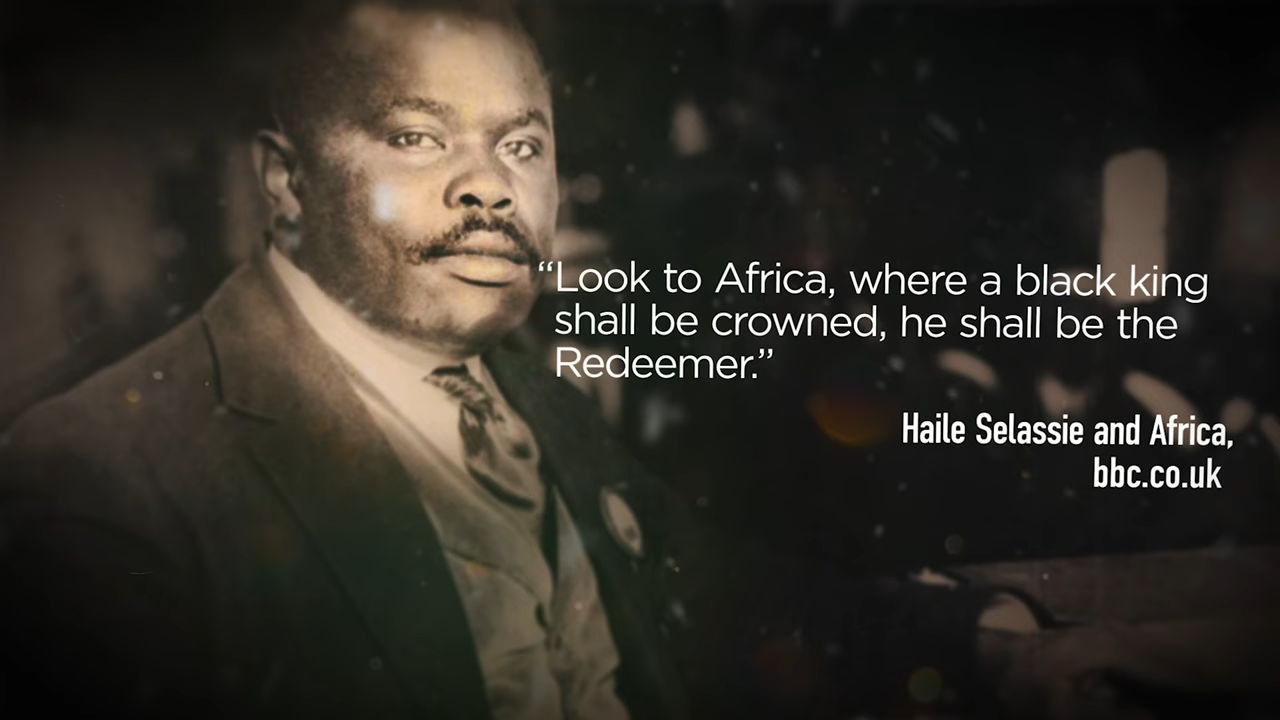 “Look to Africa, where a black king
shall be crowned, he shall be the
Redeemer.”
Haile Selassie and Africa,
bbc.co.uk